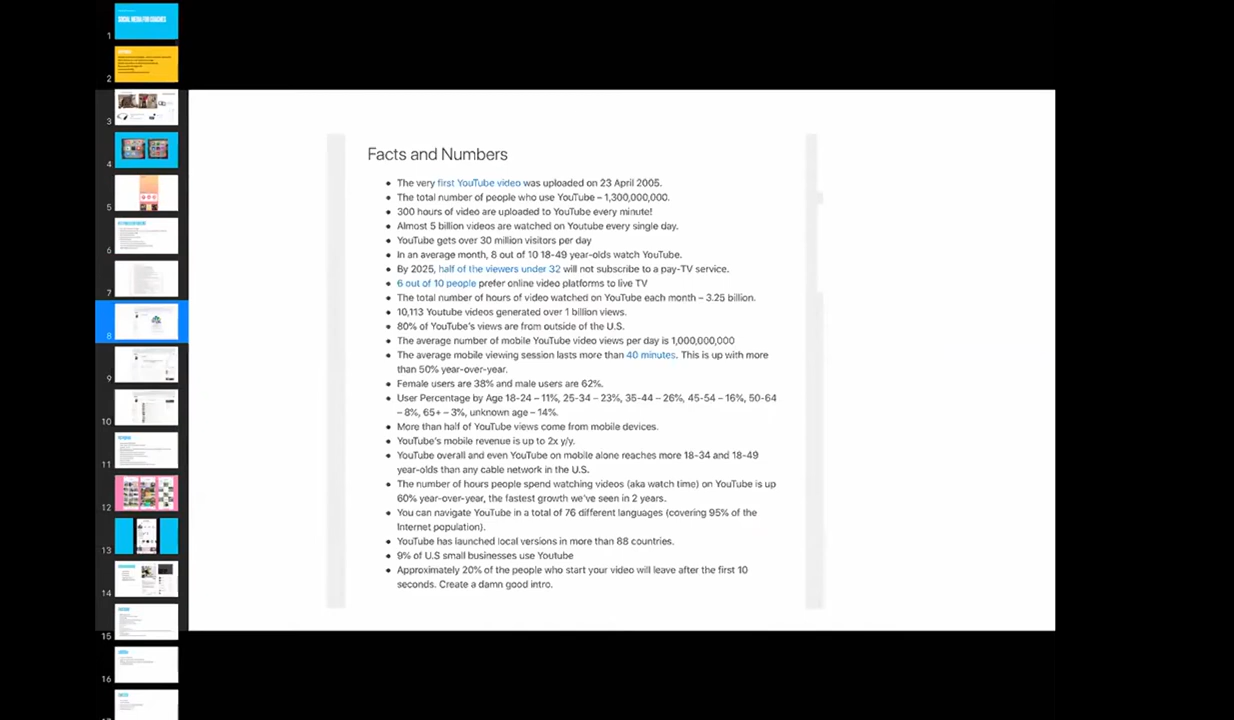 SOCIAL MEDIA FOR COACHES
1
2
3
4
5
6
7
8
9
10
11
12
13
14
15
16
Facts and Numbers
• The very first YouTube video was uploaded on 23 April 2005.
• The total number of people who use YouTube – 1,300,000,000.
• 300 hours of video are uploaded to YouTube every minute!
• Almost 5 billion videos are watched on Youtube every single day.
• YouTube gets over 30 million visitors per day
• In an average month, 8 out of 10 18-49 year-olds watch YouTube.
• By 2025, half of the viewers under 32 will not subscribe to a pay-TV service.
• 6 out of 10 people prefer online video platforms to live TV
• The total number of hours of video watched on YouTube each month – 3.25 billion.
• 10,113 Youtube videos generated over 1 billion views.
• 80% of YouTube's views are from outside of the U.S.
• The average number of mobile YouTube video views per day is 1,000,000,000
• The average mobile viewing session lasts more than 40 minutes. This is up with more
than 50% year-over-year.
• Female users are 38% and male users are 62%.
• User Percentage by Age 18-24 – 11%, 25-34 – 23%, 35-44 – 26%, 45-54 – 16%, 50-64
– 8%, 65+ – 3%, unknown age – 14%.
• More than half of YouTube views come from mobile devices.
• YouTube's mobile revenue is up to 2x y/y.
• YouTube overall and even YouTube on mobile alone reaches more 18-34 and 18-49
year-olds than any cable network in the U.S.
• The number of hours people spend watching videos (aka watch time) on YouTube is up
60% year-over-year, the fastest growth we've seen in 2 years.
• You can navigate YouTube in a total of 76 different languages (covering 95% of the
Internet population).
• YouTube has launched local versions in more than 88 countries.
• 9% of U.S small businesses use Youtube
• Approximately 20% of the people who start your video will leave after the first 10
seconds. Create a damn good intro.